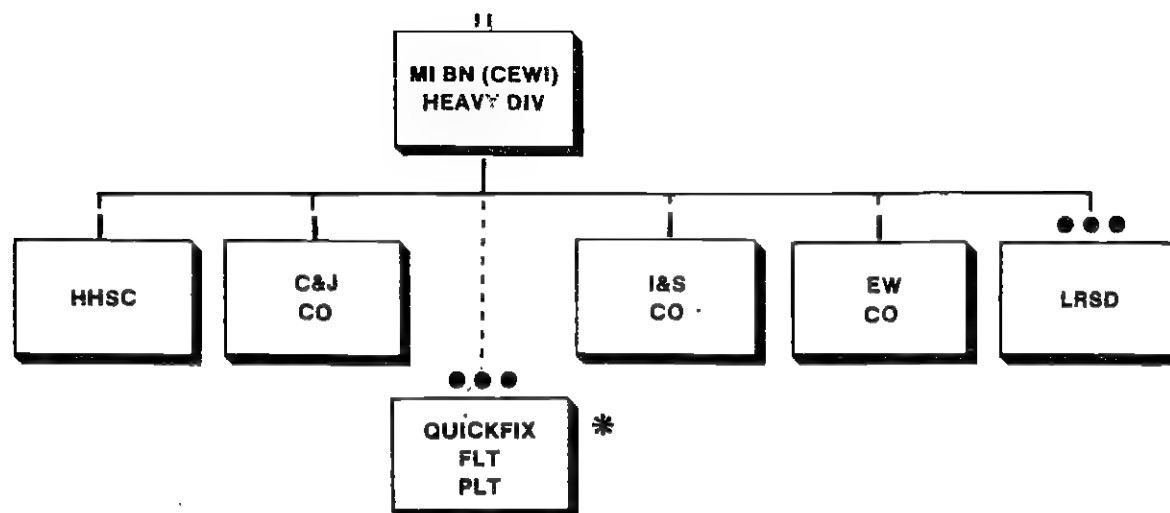 MI BN (CEWI)
HEAVY DIV
HHSC
C&J
CO
I&S
CO
EW
CO
LRSD
QUICKFIX
FLT
PLT
*